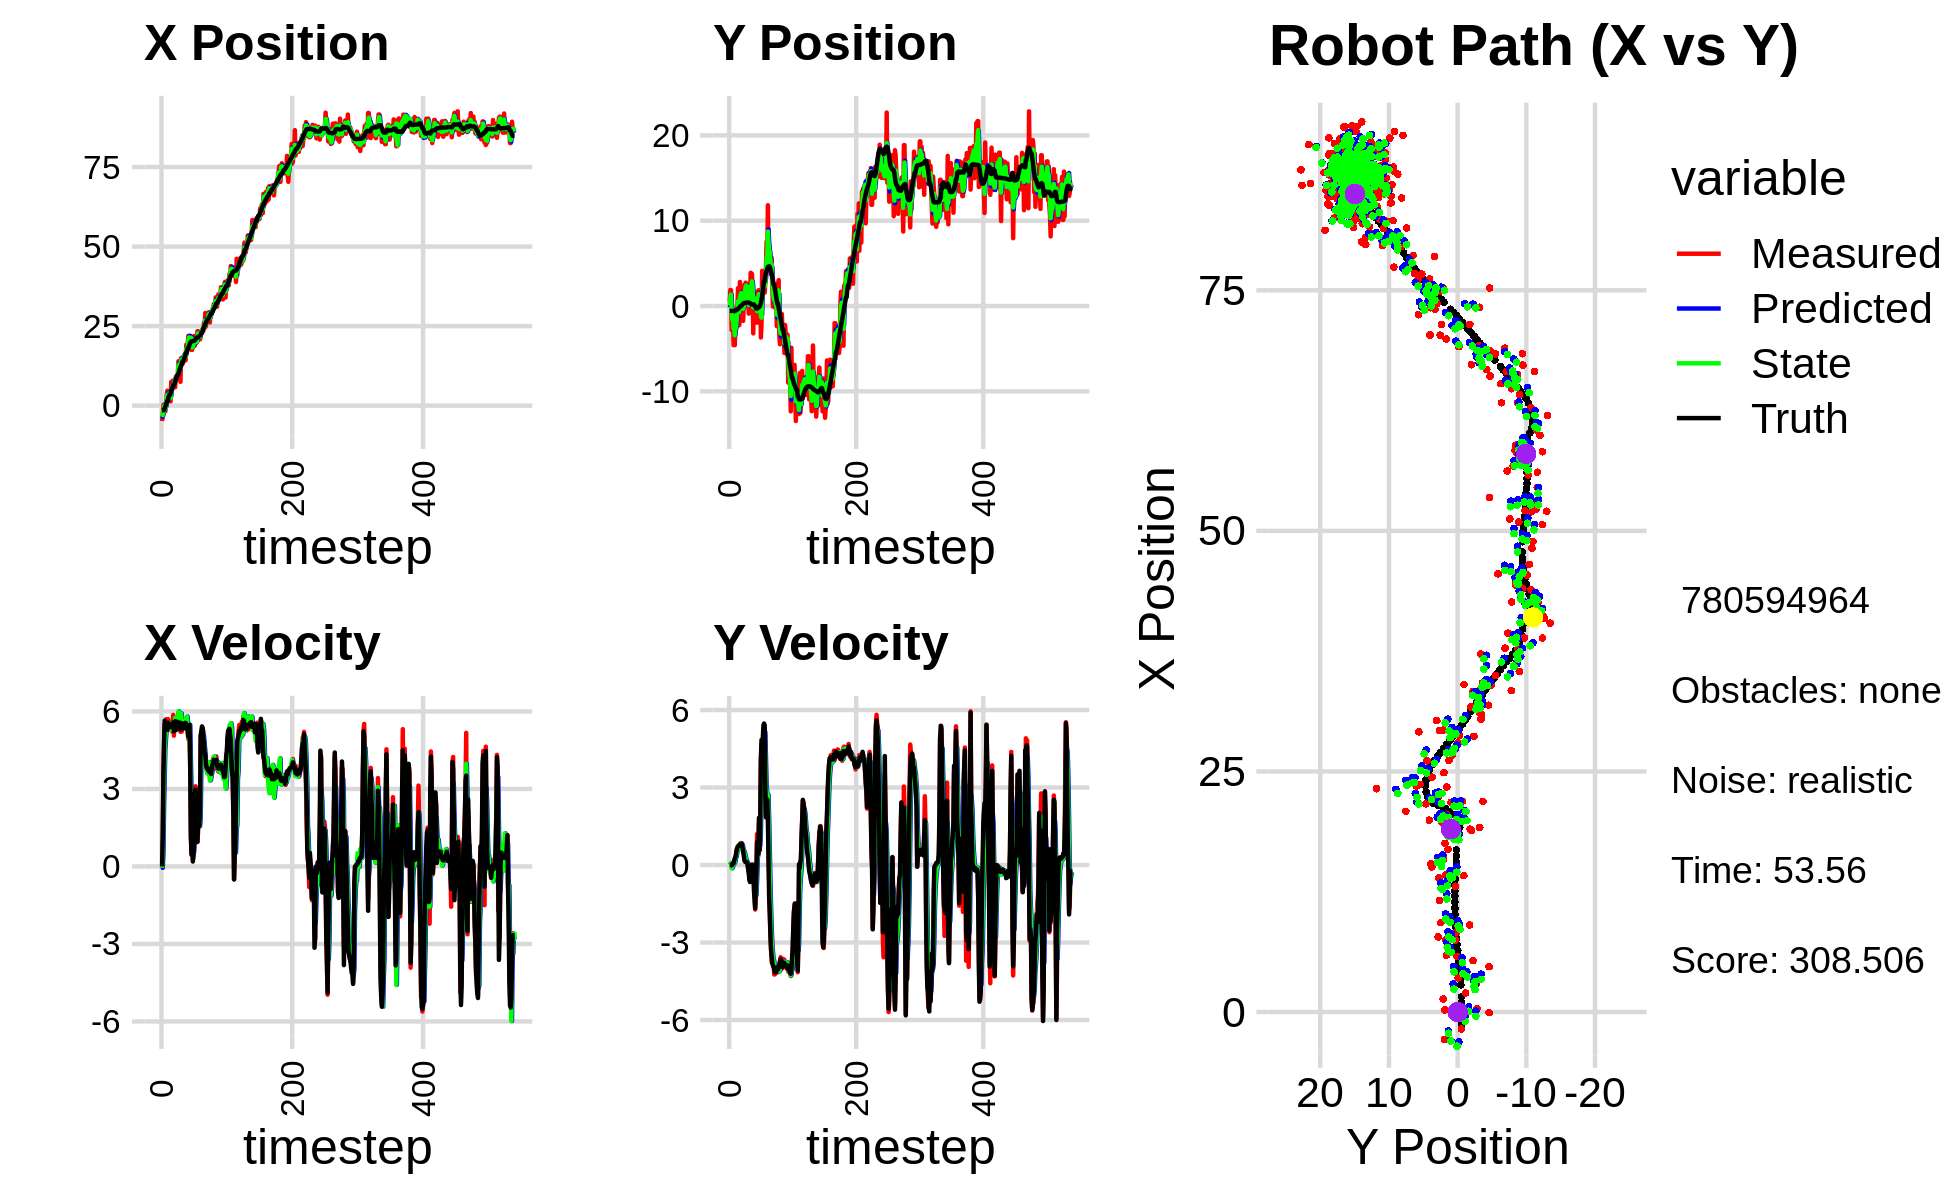 X Position
75
50
25
0
0
200
400
timestep
Y Position
20
10
0
-10
0
200
400
timestep
X Velocity
6
3
0
-3
-6
0
200
400
timestep
Y Velocity
6
3
0
-3
-6
0
200
400
timestep
Robot Path (X vs Y)
X Position
75
50
25
0
20 10 0 -10 -20
Y Position
variable
Measured
Predicted
State
Truth
780594964
Obstacles: none
Noise: realistic
Time: 53.56
Score: 308.506